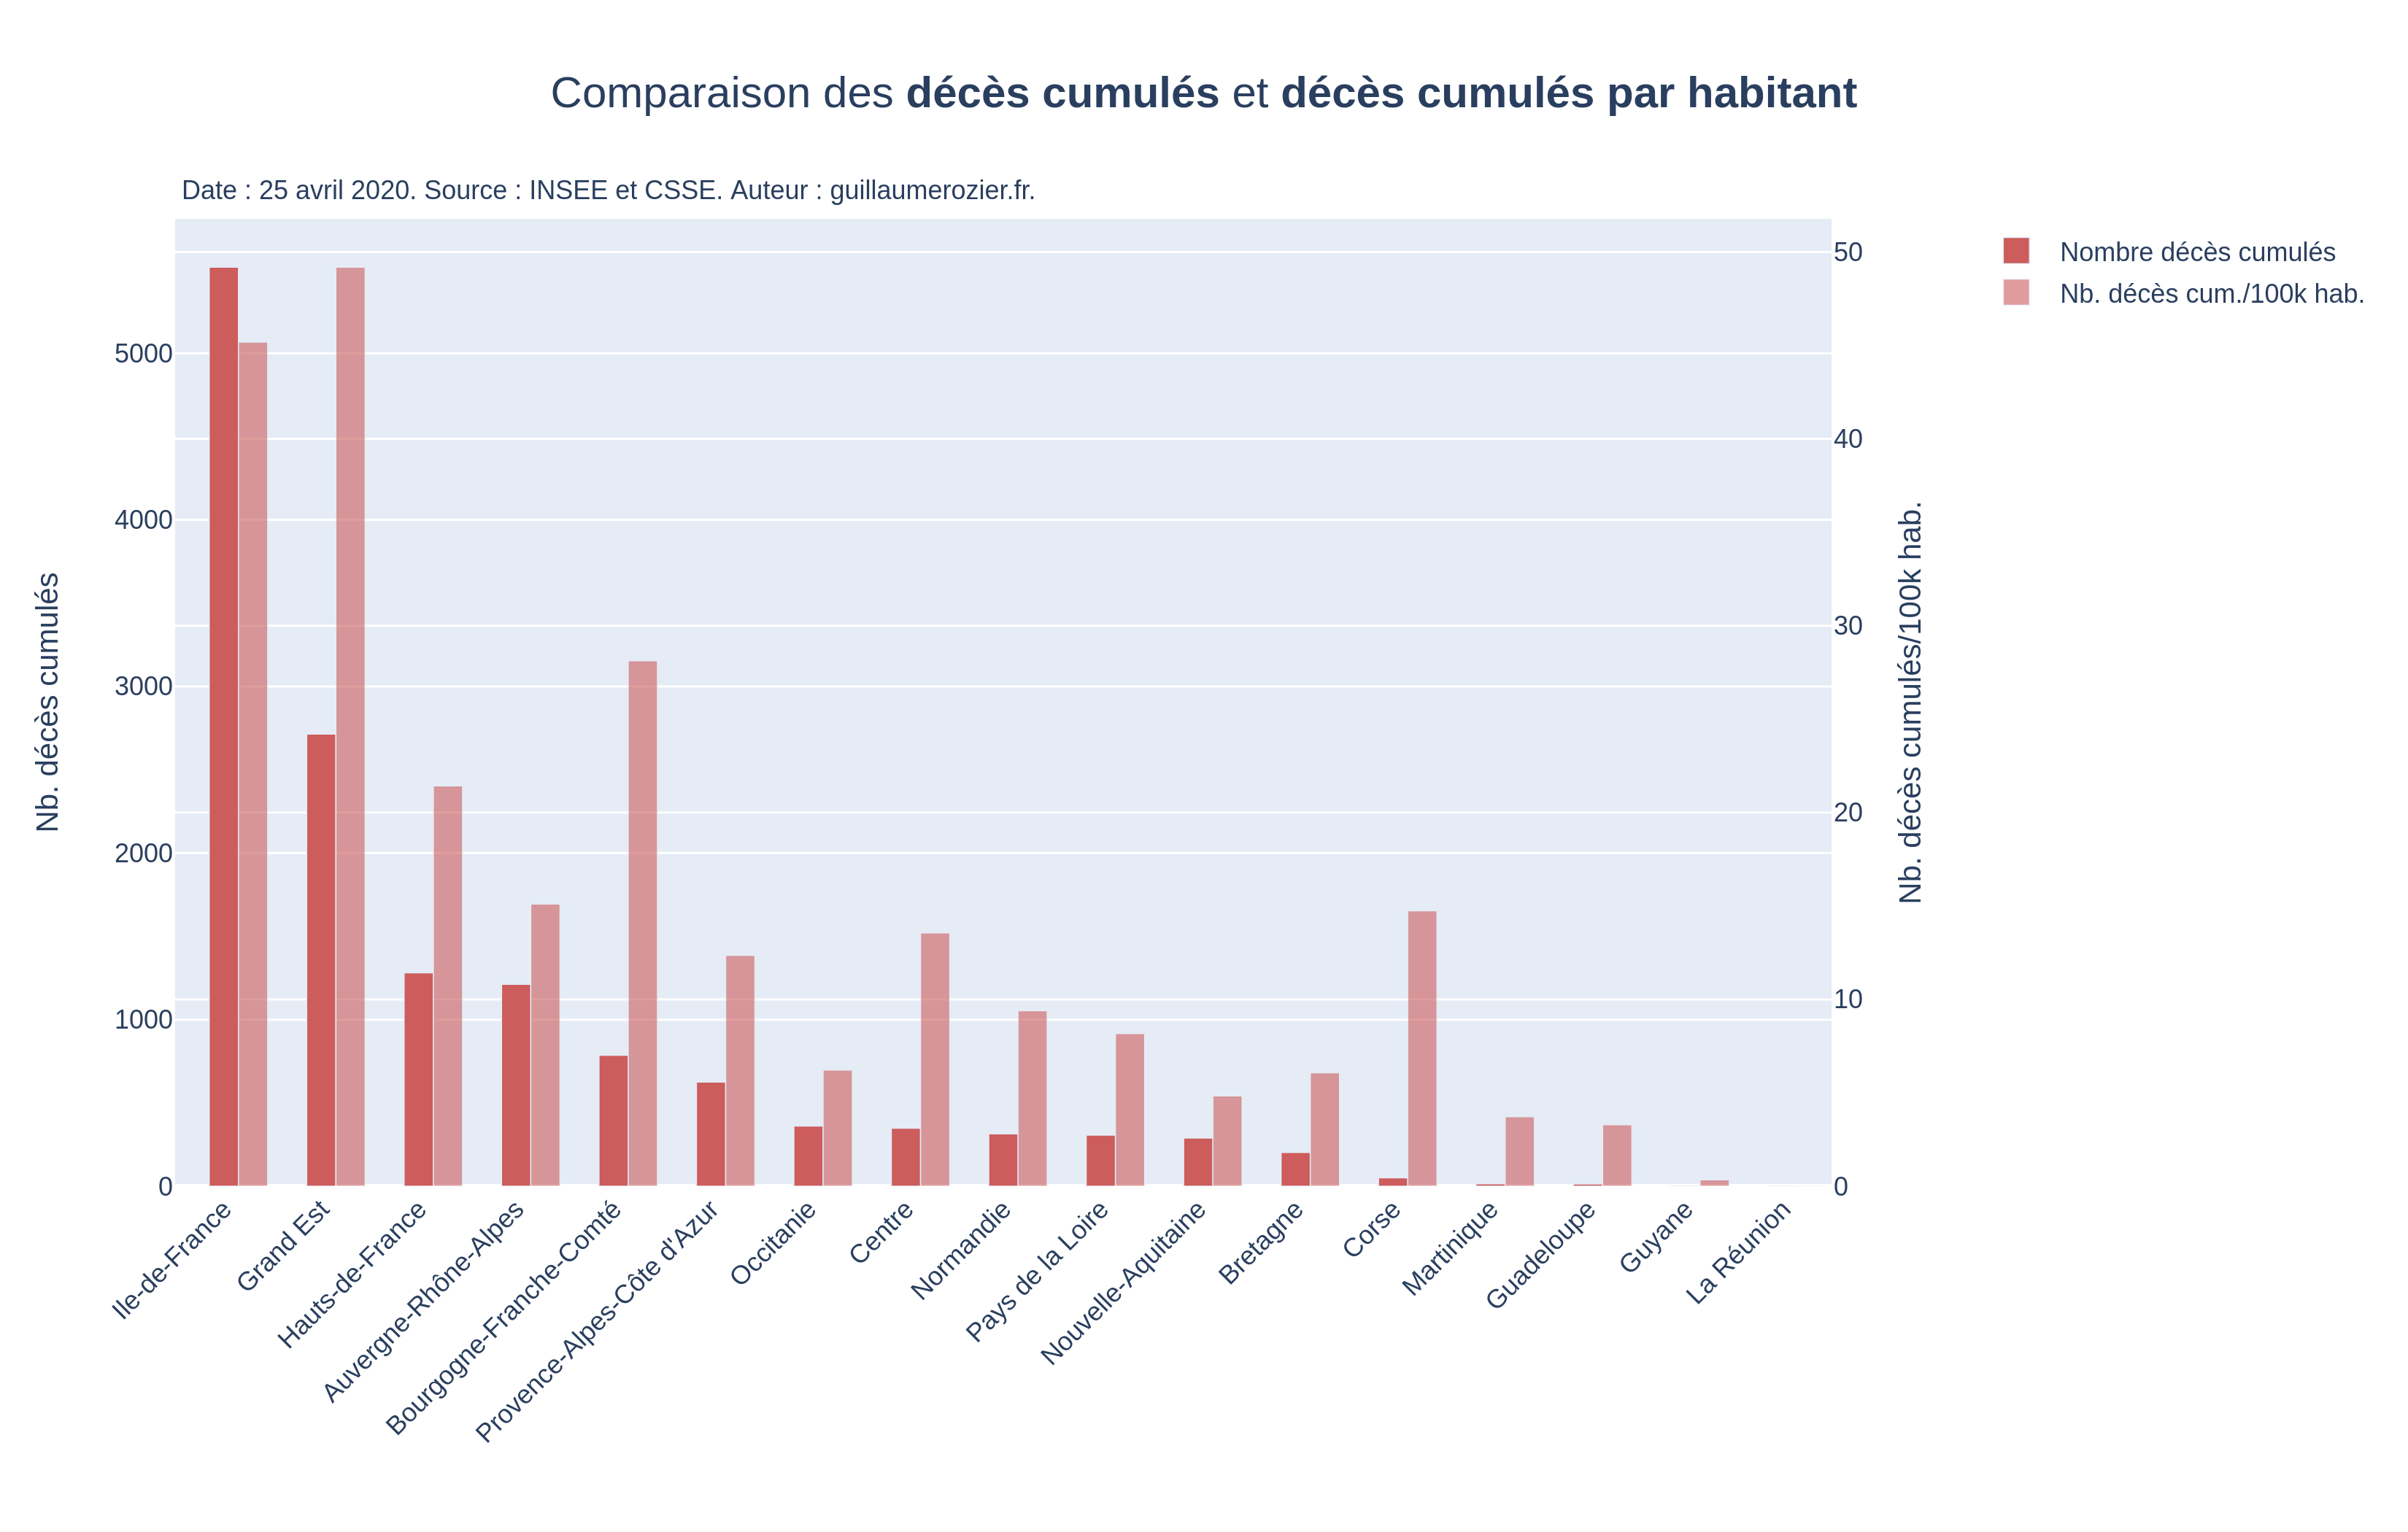 Comparaison des décès cumulés et décès cumulés par habitant
Date : 25 avril 2020. Source : INSEE et CSSE. Auteur : guillaumerozier.fr.
Nombre décès cumulés
Nb. décès cum./100k hab.
Nb. décès cumulés
5000
4000
3000
2000
1000
0
50
40
30
20
10
0
Nb. décès cumulés/100k hab.
Ile-de-France
Grand Est
Hauts-de-France
Auvergne-Rhône-Alpes
Bourgogne-Franche-Comté
Provence-Alpes-Côte d'Azur
Occitanie
Centre
Normandie
Pays de la Loire
Nouvelle-Aquitaine
Bretagne
Corse
Martinique
Guadeloupe
Guyane
La Réunion